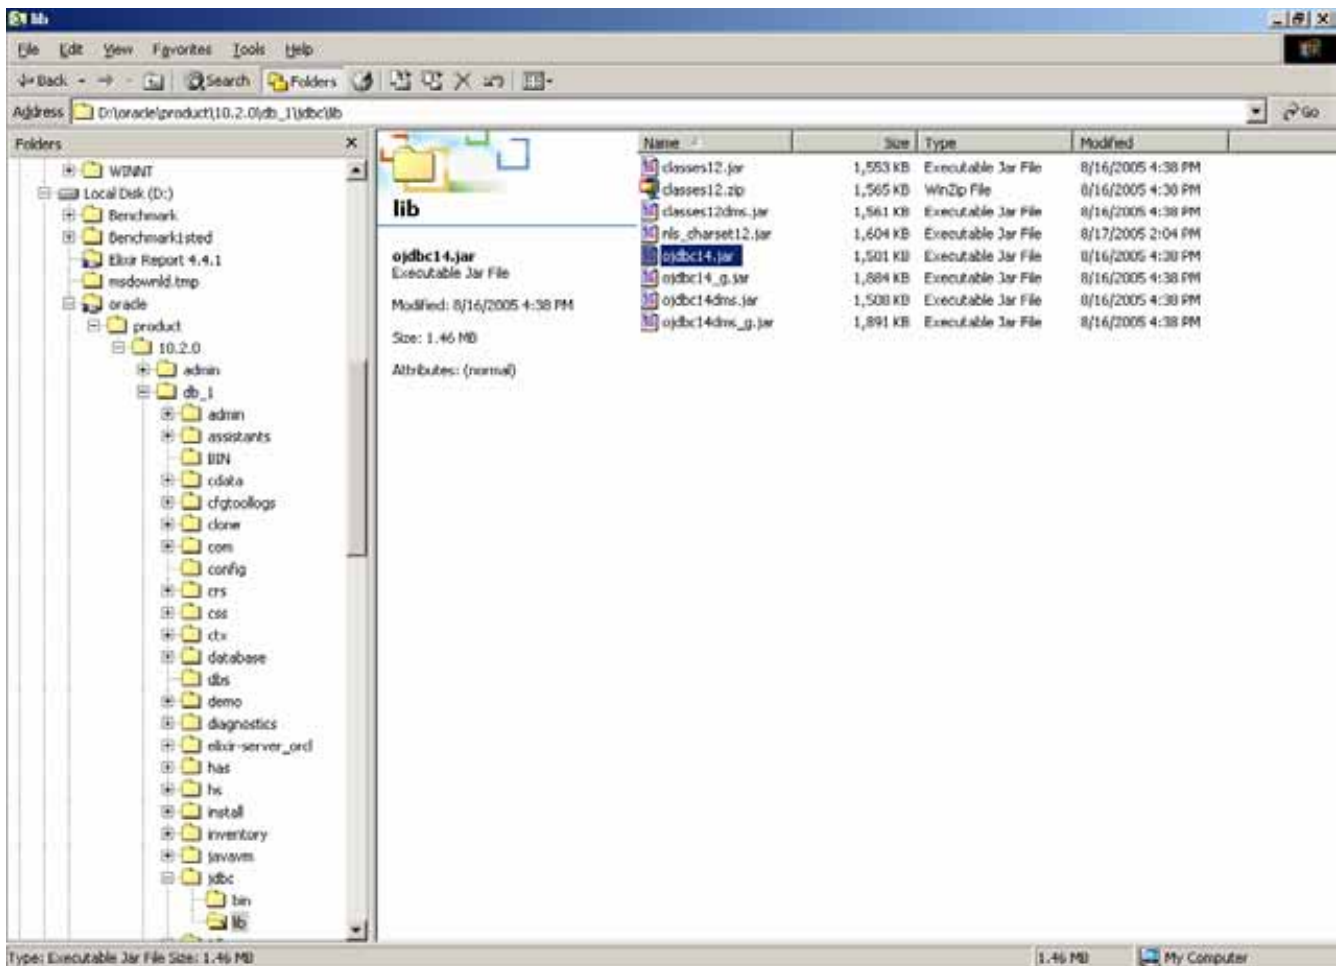 lib
File Edit View Favorites Tools Help
Back Search Folders
Address D:\oracle\product\10.2.0\db_1\jdbc\lib Go
Folders
WINNT
Local Disk (D:)
Benchmark
Benchmark1sted
Elixir Report 4.4.1
msdownld.tmp
oracle
product
10.2.0
admin
db_1
admin
assistants
BIN
cdata
cfgtoollogs
clone
com
config
crs
css
ctx
database
dbs
demo
diagnostics
elixir-server_orcl
has
hs
install
inventory
javavm
jdbc
bin
lib
lib
ojdbc14.jar
Executable Jar File
Modified: 8/16/2005 4:38 PM
Size: 1.46 MB
Attributes: (normal)
Name Size Type Modified
classes12.jar 1,553 KB Executable Jar File 8/16/2005 4:38 PM
classes12.zip 1,565 KB WinZip File 8/16/2005 4:38 PM
classes12dms.jar 1,561 KB Executable Jar File 8/16/2005 4:38 PM
nls_charset12.jar 1,604 KB Executable Jar File 8/17/2005 2:04 PM
ojdbc14.jar 1,501 KB Executable Jar File 8/16/2005 4:38 PM
ojdbc14_g.jar 1,884 KB Executable Jar File 8/16/2005 4:38 PM
ojdbc14dms.jar 1,508 KB Executable Jar File 8/16/2005 4:38 PM
ojdbc14dms_g.jar 1,891 KB Executable Jar File 8/16/2005 4:38 PM
Type: Executable Jar File Size: 1.46 MB 1.46 MB My Computer